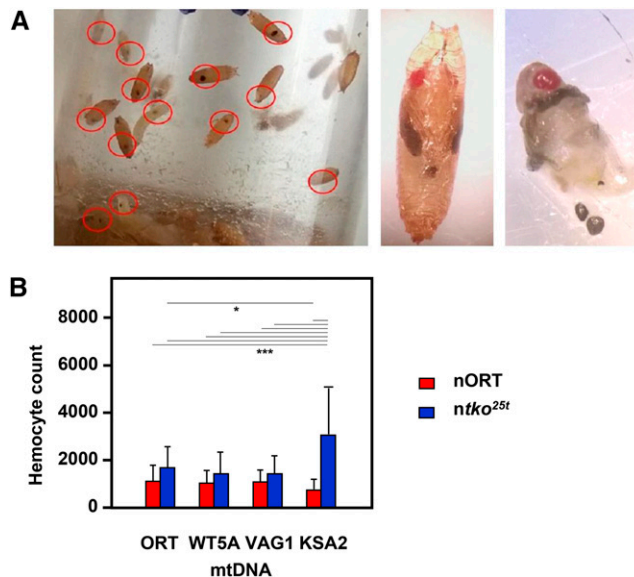 A
B
8000
6000
4000
2000
0
Hemocyte count
*
***
nORT
ntko25t
ORT WT5A VAG1 KSA2
mtDNA